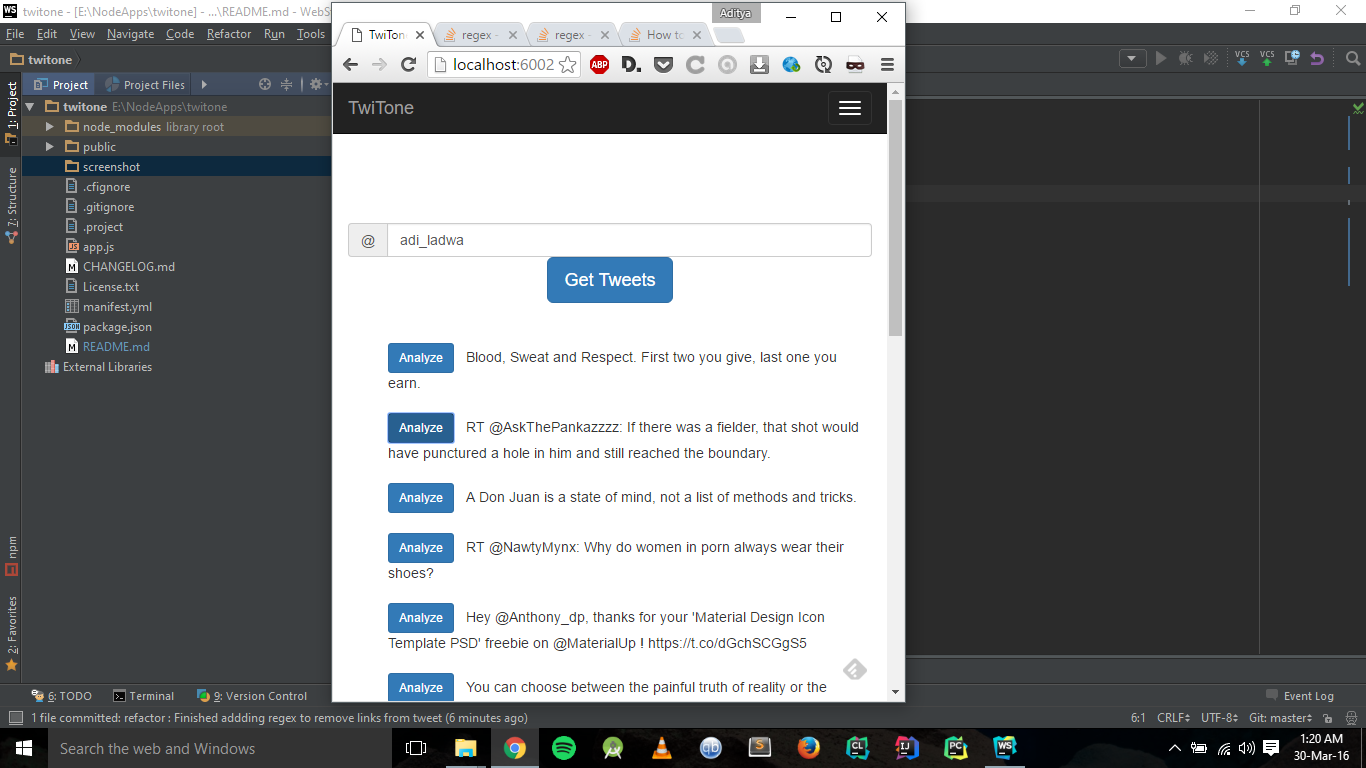 twitone - [E:\NodeApps\twitone] - ...\README.md - WebS
File Edit View Navigate Code Refactor Run Tools
twitone
Project Project Files
twitone E:\NodeApps\twitone
node_modules library root
public
screenshot
.cfignore
.gitignore
.project
app.js
CHANGELOG.md
License.txt
manifest.yml
package.json
README.md
External Libraries
1: Project
7: Structure
npm
2: Favorites
Aditya
TwiTone
regex -
regex -
How to
localhost:6002
ABP
D.
TwiTone
@ adi_ladwa
Get Tweets
Analyze Blood, Sweat and Respect. First two you give, last one you
earn.
Analyze RT @AskThePankazzzz: If there was a fielder, that shot would
have punctured a hole in him and still reached the boundary.
Analyze A Don Juan is a state of mind, not a list of methods and tricks.
Analyze RT @NawtyMynx: Why do women in porn always wear their
shoes?
Analyze Hey @Anthony_dp, thanks for your 'Material Design Icon
Template PSD' freebie on @MaterialUp ! https://t.co/dGchSCGgS5
Analyze You can choose between the painful truth of reality or the
VCS VCS
6: TODO Terminal 9: Version Control Event Log
1 file committed: refactor : Finished addding regex to remove links from tweet (6 minutes ago) 6:1 CRLF UTF-8 Git: master
Search the web and Windows
CL IJ PC WS
1:20 AM
30-Mar-16